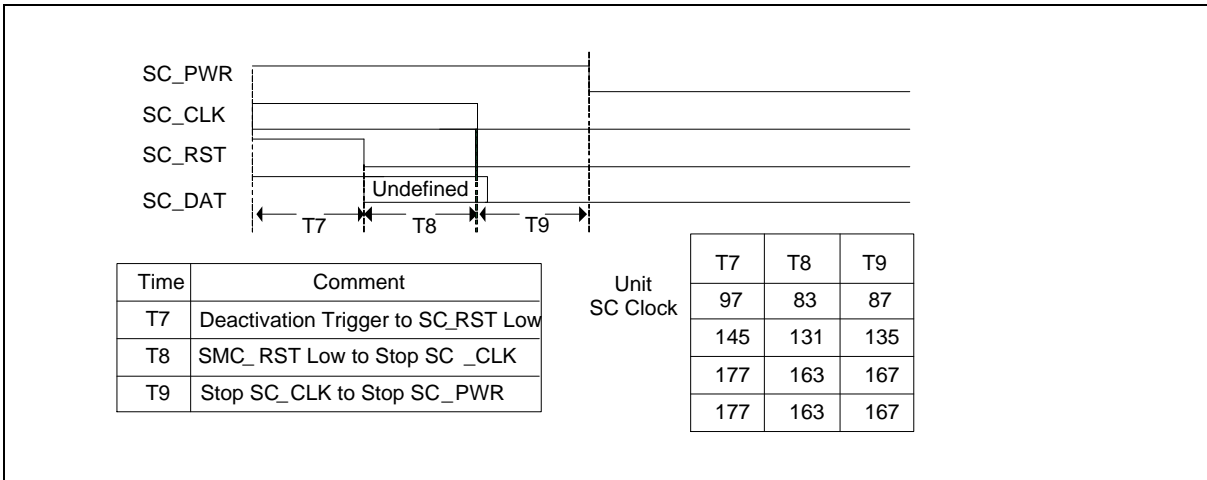 SC_PWR
SC_CLK
SC_RST
SC_DAT
Undefined
T7 T8 T9
Time Comment
T7 Deactivation Trigger to SC_RST Low
T8 SMC_ RST Low to Stop SC _CLK
T9 Stop SC_CLK to Stop SC_PWR
Unit
SC Clock
T7 T8 T9
97 83 87
145 131 135
177 163 167
177 163 167